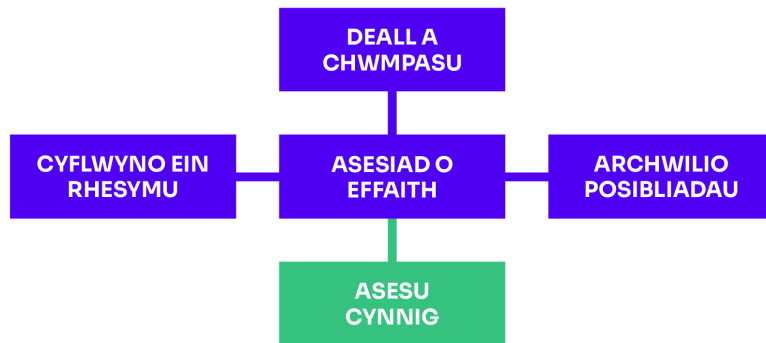 DEALL A
CHWMPASU
CYFLWYNO EIN
RHESYMU
ASESIAD O
EFFAITH
ARCHWILIO
POSIBLIADAU
ASESU
CYNNIG